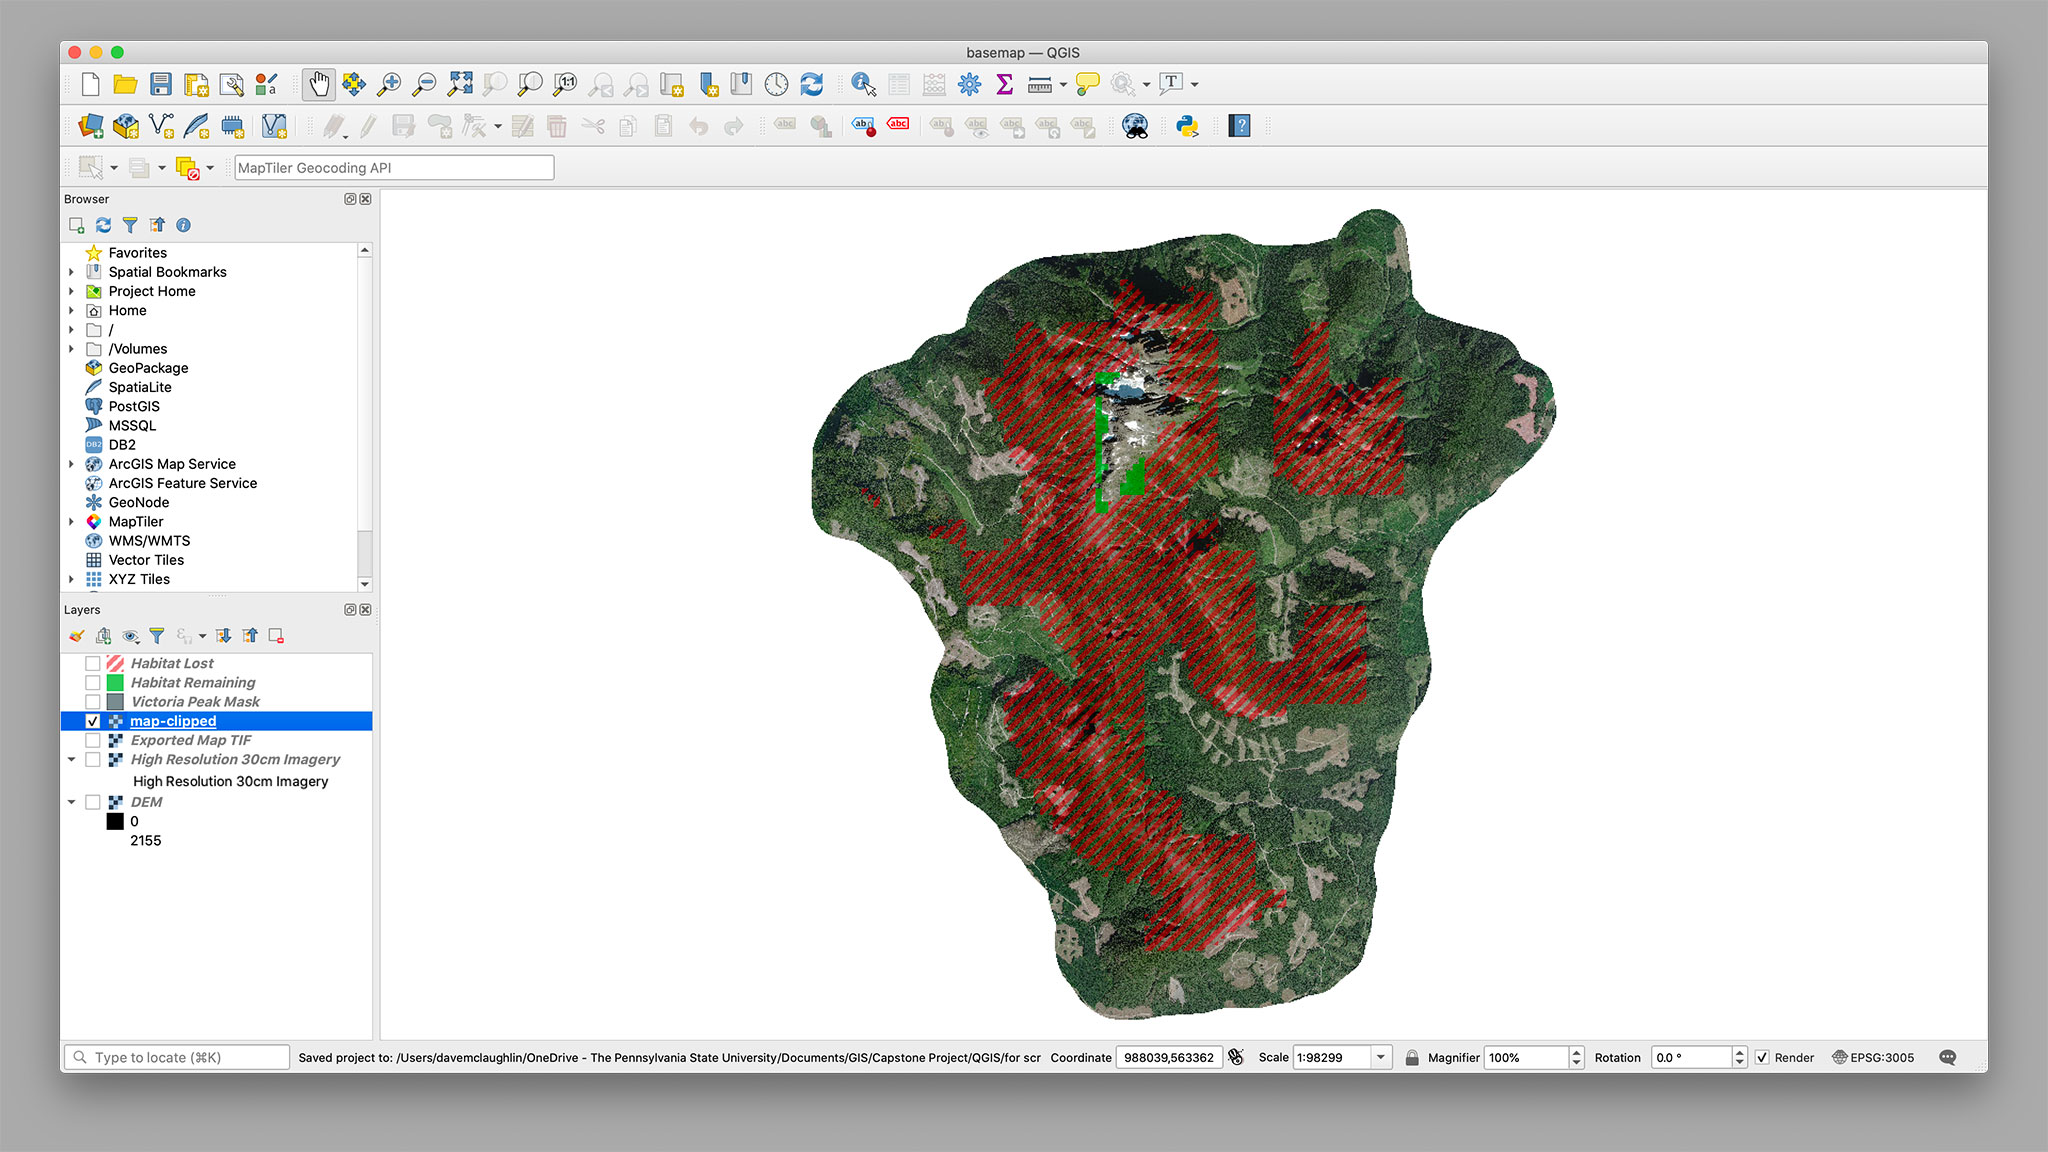 basemap — QGIS
MapTiler Geocoding API
Browser
Favorites
Spatial Bookmarks
Project Home
Home
/
/Volumes
GeoPackage
SpatiaLite
PostGIS
MSSQL
DB2
ArcGIS Map Service
ArcGIS Feature Service
GeoNode
MapTiler
WMS/WMTS
Vector Tiles
XYZ Tiles
Layers
Habitat Lost
Habitat Remaining
Victoria Peak Mask
map-clipped
Exported Map TIF
High Resolution 30cm Imagery
High Resolution 30cm Imagery
DEM
0
2155
Type to locate (⌘K) Saved project to: /Users/davemclaughlin/OneDrive - The Pennsylvania State University/Documents/GIS/Capstone Project/QGIS/for scr Coordinate 988039,563362 Scale 1:98299 Magnifier 100% Rotation 0.0 ° Render EPSG:3005